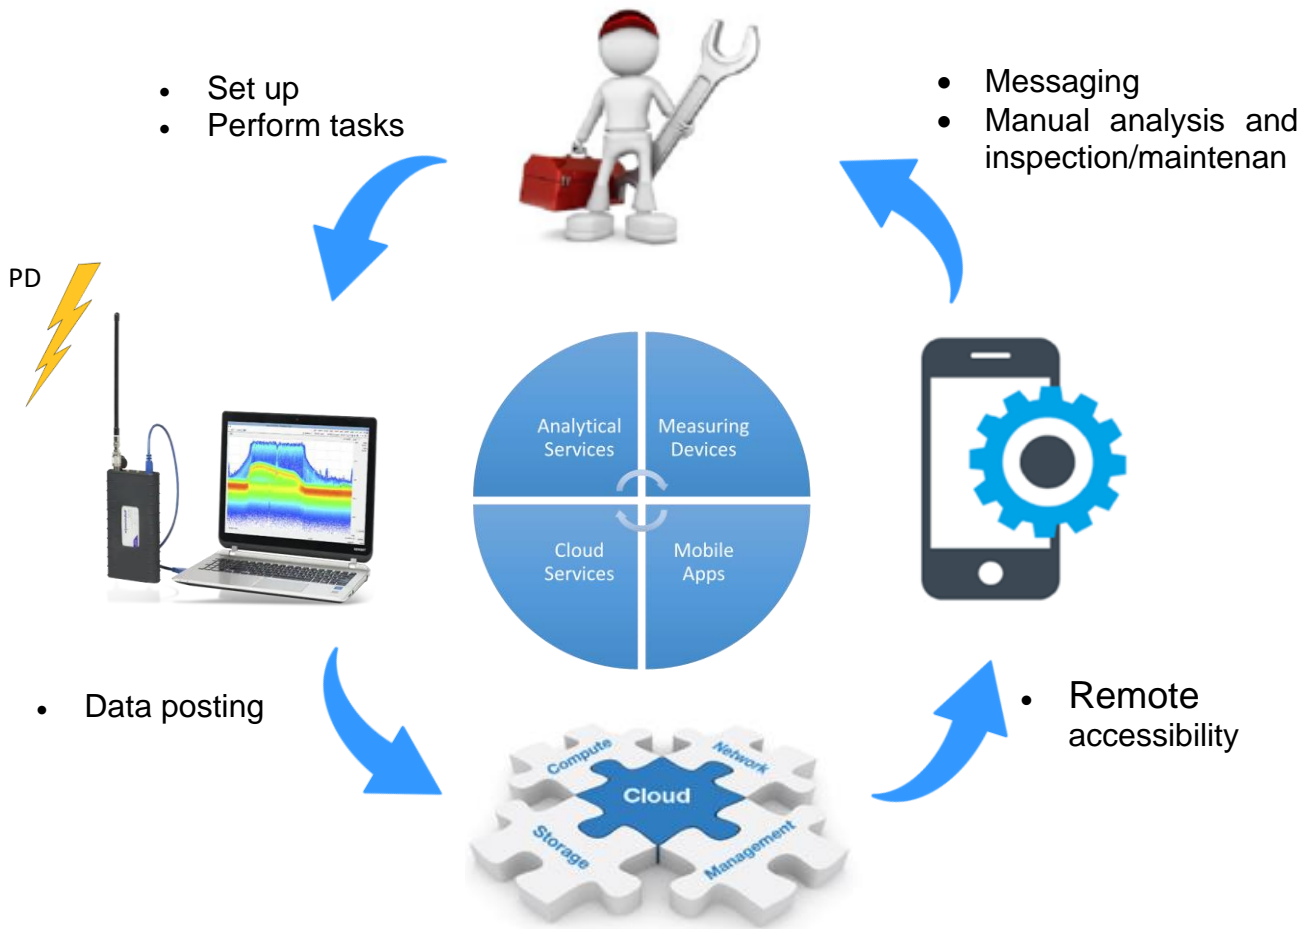 Set up
Perform tasks
Messaging
Manual analysis and
inspection/maintenan
PD
Analytical
Services
Measuring
Devices
Cloud
Services
Mobile
Apps
Data posting
Remote
accessibility
Compute
Network
Cloud
Storage
Management